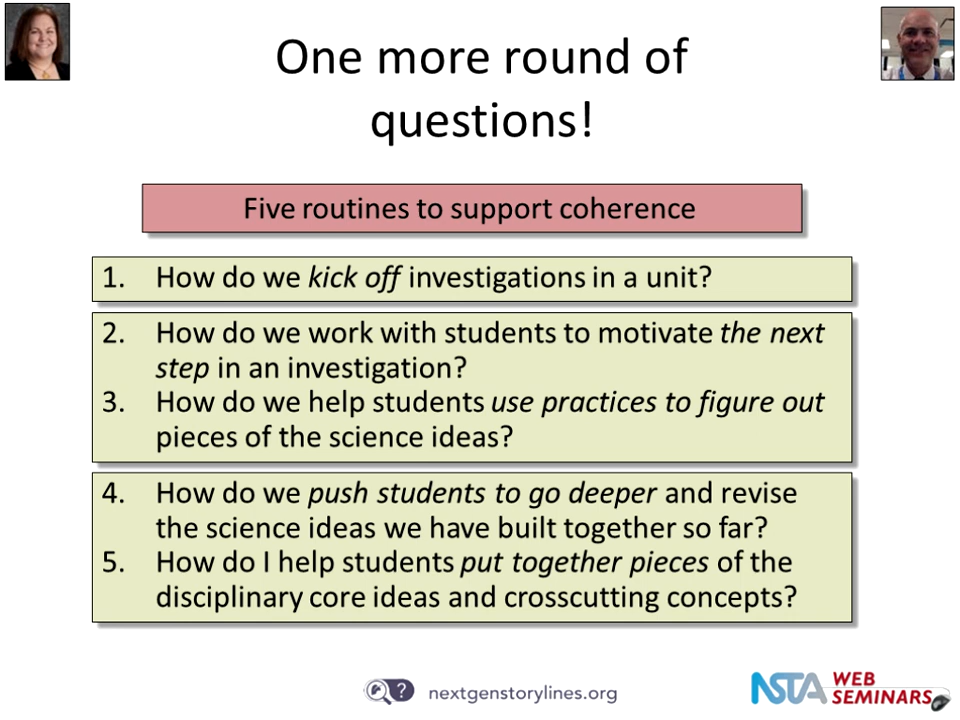 One more round of
questions!
Five routines to support coherence
1. How do we kick off investigations in a unit?
2. How do we work with students to motivate the next
step in an investigation?
3. How do we help students use practices to figure out
pieces of the science ideas?
4. How do we push students to go deeper and revise
the science ideas we have built together so far?
5. How do I help students put together pieces of the
disciplinary core ideas and crosscutting concepts?
?
nextgenstorylines.org
NSTA WEB
SEMINARS